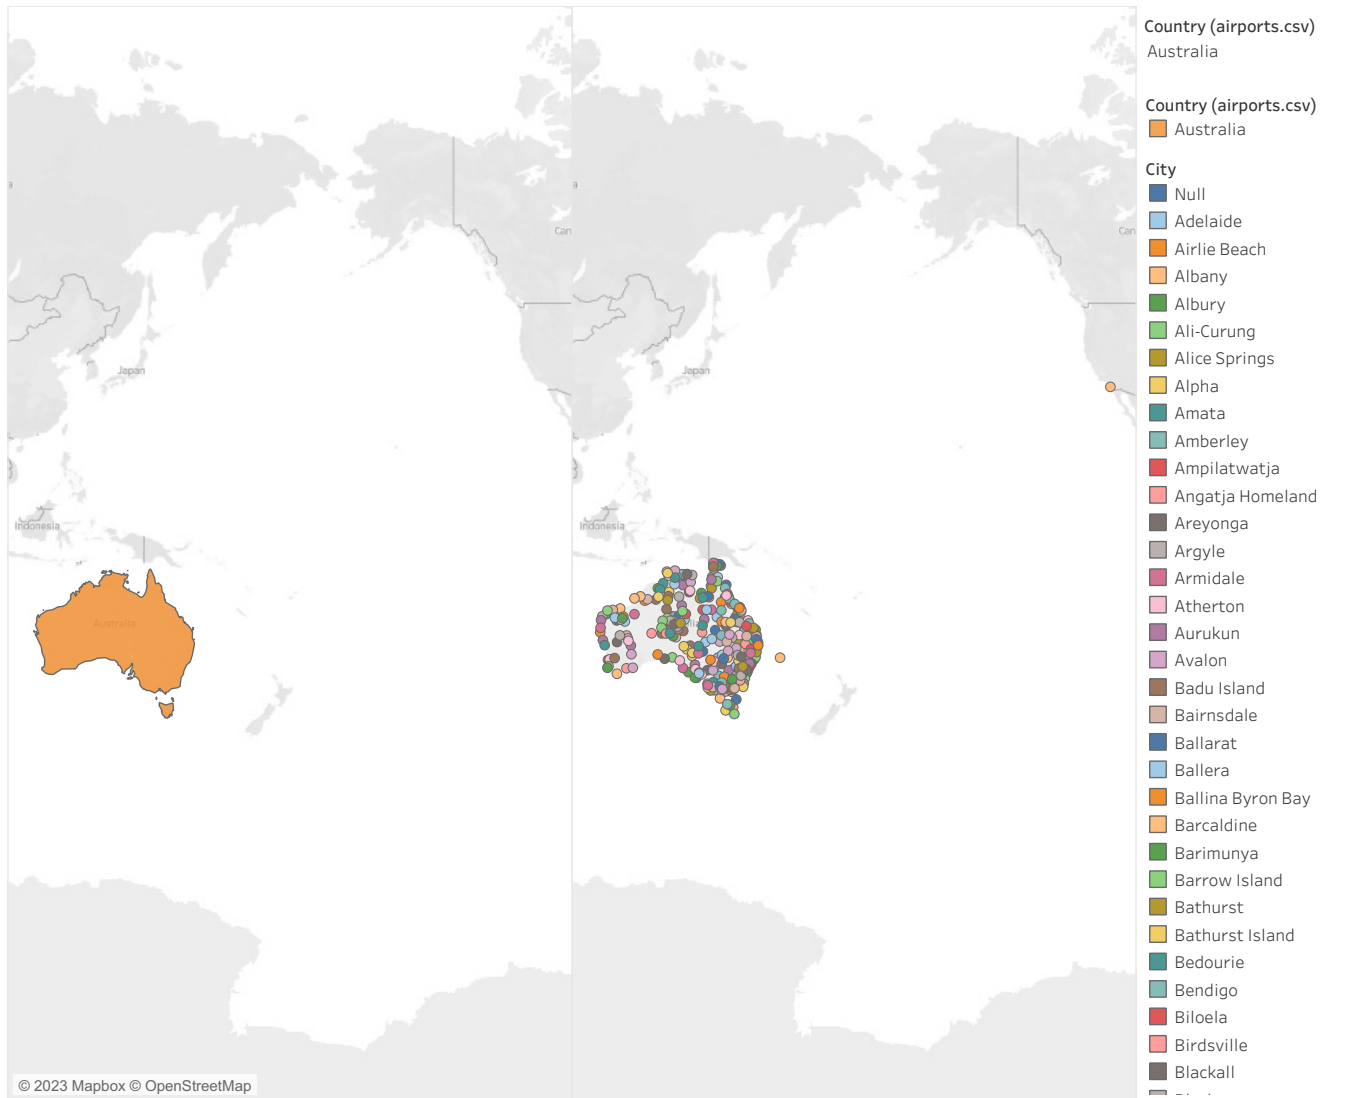 Can
Japan
Indonesia
Australia
© 2023 Mapbox © OpenStreetMap
Can
Japan
Indonesia
Country (airports.csv)
Australia
Country (airports.csv)
Australia
City
Null
Adelaide
Airlie Beach
Albany
Albury
Ali-Curung
Alice Springs
Alpha
Amata
Amberley
Ampilatwatja
Angatja Homeland
Areyonga
Argyle
Armidale
Atherton
Aurukun
Avalon
Badu Island
Bairnsdale
Ballarat
Ballera
Ballina Byron Bay
Barcaldine
Barimunya
Barrow Island
Bathurst
Bathurst Island
Bedourie
Bendigo
Biloela
Birdsville
Blackall